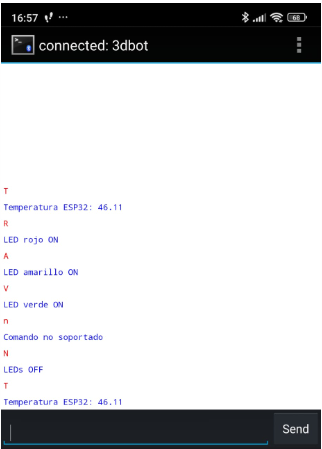 16:57
68
connected: 3dbot
T
Temperatura ESP32: 46.11
R
LED rojo ON
A
LED amarillo ON
V
LED verde ON
n
Comando no soportado
N
LEDs OFF
T
Temperatura ESP32: 46.11
Send